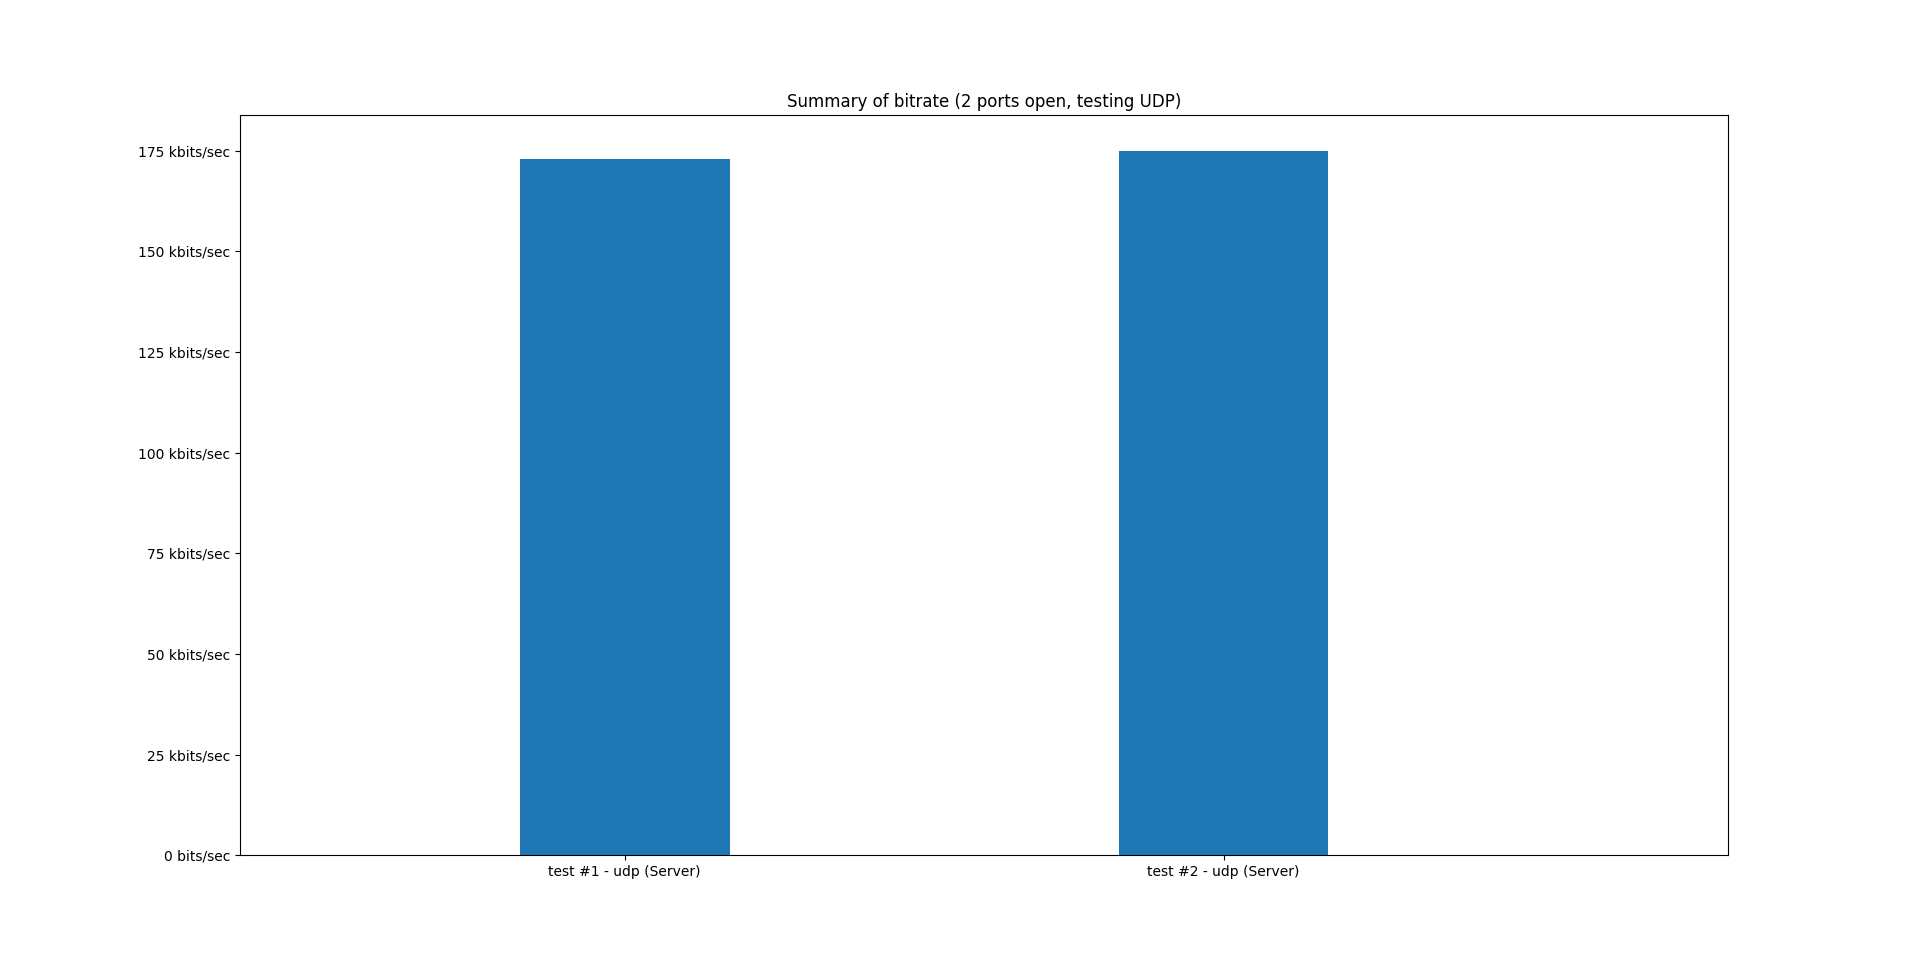 Summary of bitrate (2 ports open, testing UDP)
175 kbits/sec
150 kbits/sec
125 kbits/sec
100 kbits/sec
75 kbits/sec
50 kbits/sec
25 kbits/sec
0 bits/sec
test #1 - udp (Server)
test #2 - udp (Server)